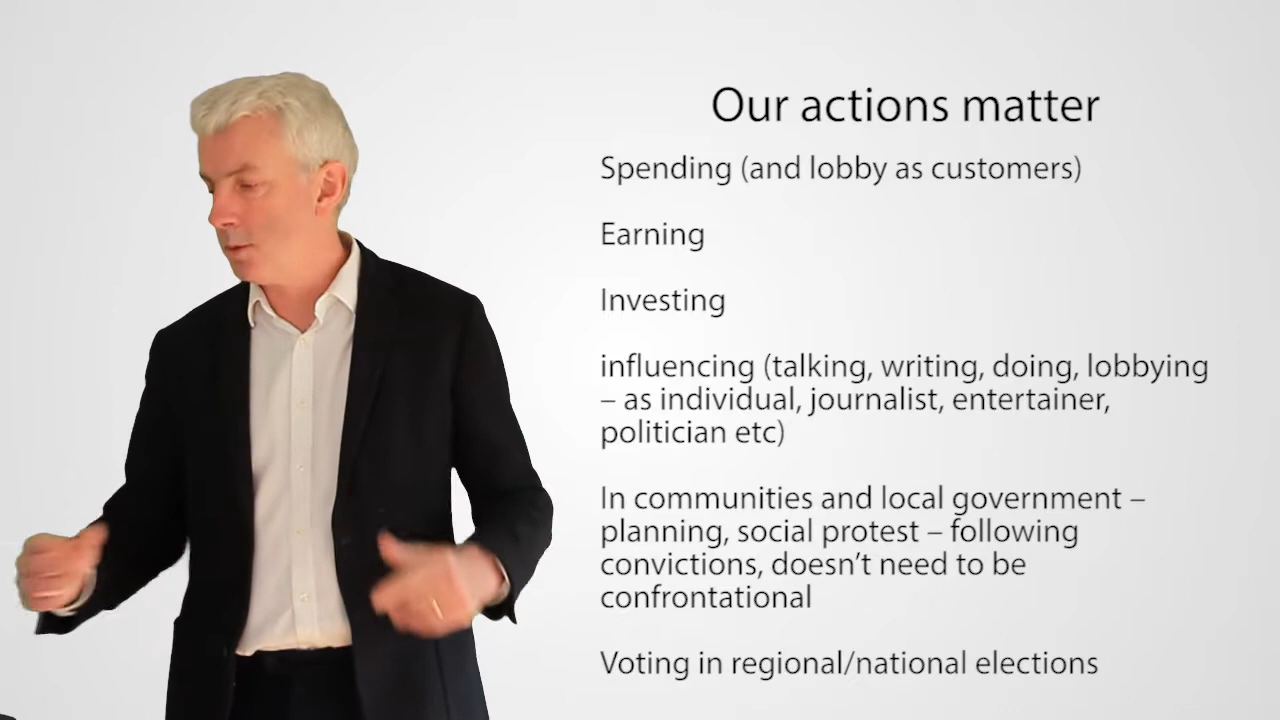 Our actions matter
Spending (and lobby as customers)
Earning
Investing
influencing (talking, writing, doing, lobbying
– as individual, journalist, entertainer,
politician etc)
In communities and local government –
planning, social protest – following
convictions, doesn’t need to be
confrontational
Voting in regional/national elections